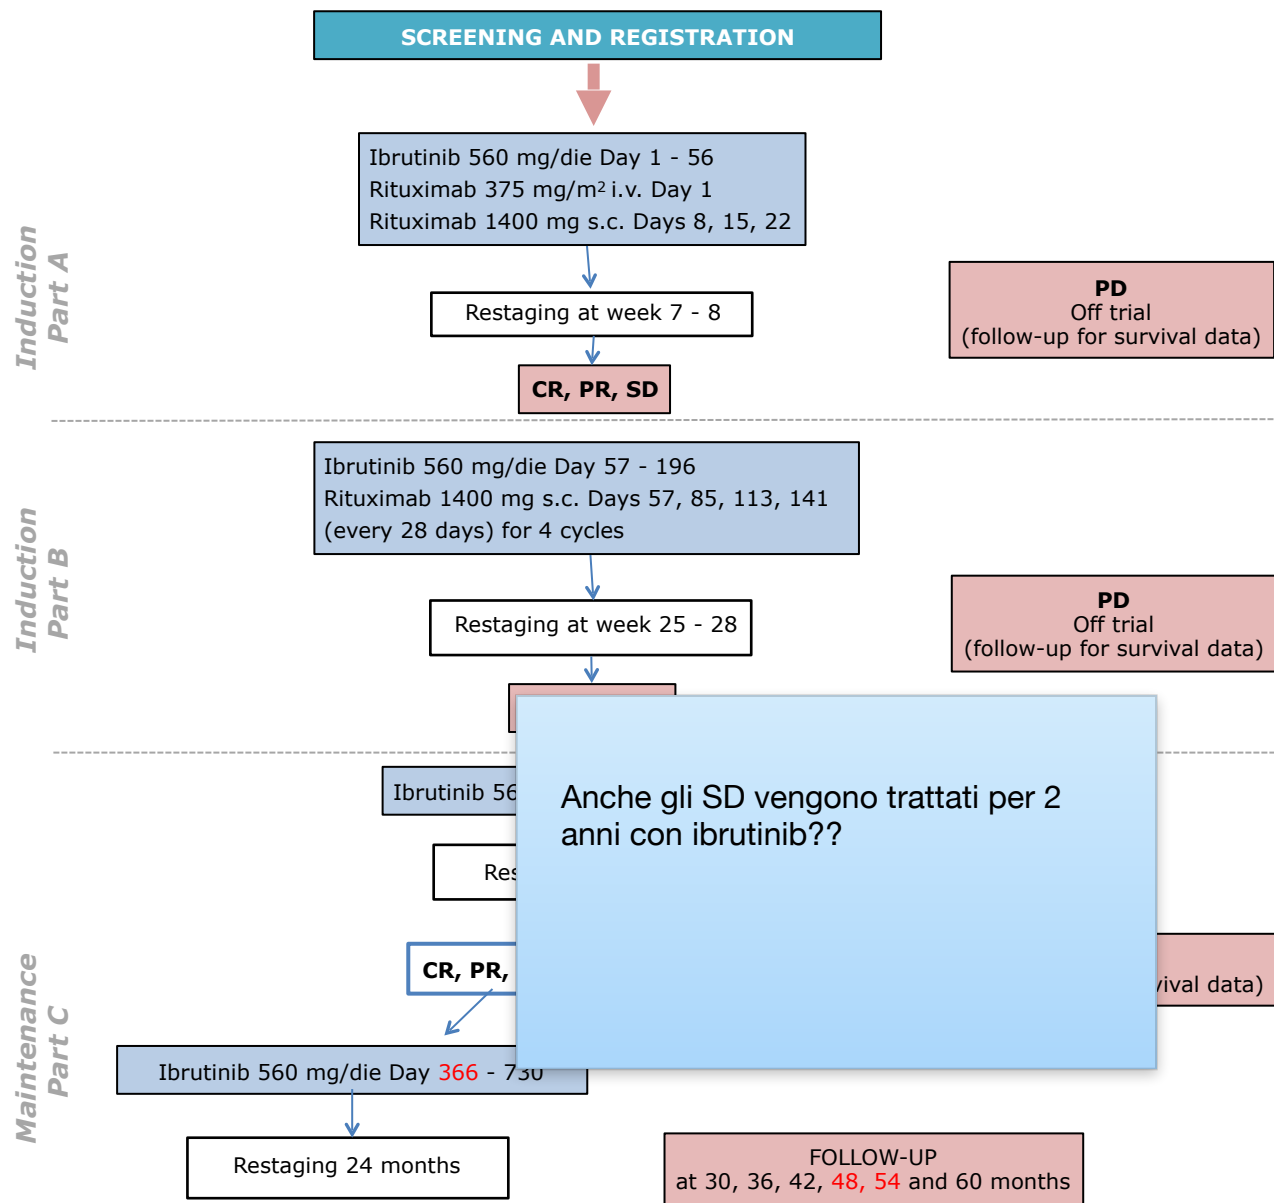 SCREENING AND REGISTRATION
Ibrutinib 560 mg/die Day 1 - 56
Rituximab 375 mg/m² i.v. Day 1
Rituximab 1400 mg s.c. Days 8, 15, 22
Induction
Part A
Restaging at week 7 - 8
PD
Off trial
(follow-up for survival data)
CR, PR, SD
Ibrutinib 560 mg/die Day 57 - 196
Rituximab 1400 mg s.c. Days 57, 85, 113, 141
(every 28 days) for 4 cycles
Induction
Part B
Restaging at week 25 - 28
PD
Off trial
(follow-up for survival data)
Ibrutinib 56
Anche gli SD vengono trattati per 2
anni con ibrutinib??
Res
CR, PR,
vival data)
Maintenance
Part C
Ibrutinib 560 mg/die Day 366 - 730
Restaging 24 months
FOLLOW-UP
at 30, 36, 42, 48, 54 and 60 months